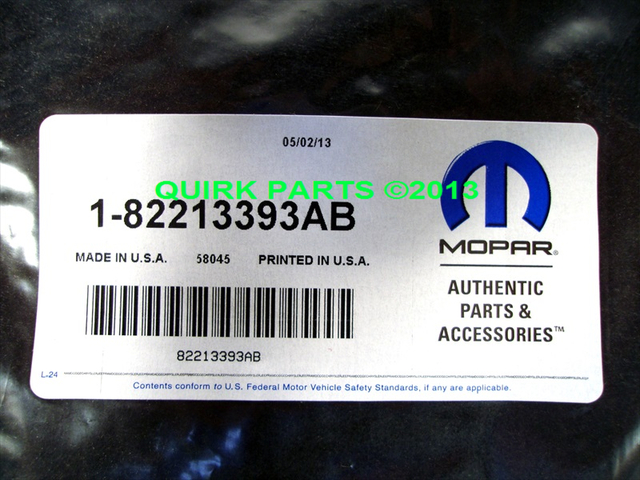 05/02/13
QUIRK PARTS ©2013
1-82213393AB
MADE IN U.S.A. 58045 PRINTED IN U.S.A.
82213393AB
L-24
Contents conform to U.S. Federal Motor Vehicle Safety Standards, if any are applicable.
MOPAR®
AUTHENTIC
PARTS &
ACCESSORIES™